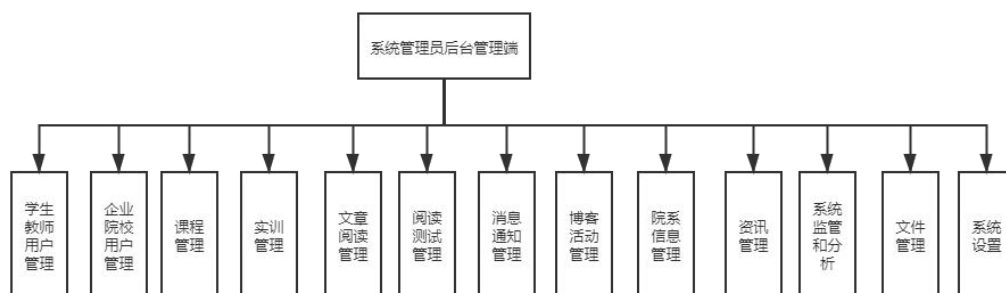 系统管理员后台管理端
学生
教师
用户
管理
企业
院校
用户
管理
课程
管理
实训
管理
文章
阅读
管理
阅读
测试
管理
消息
通知
管理
博客
活动
管理
院系
信息
管理
资讯
管理
系统
监管
和分
析
文件
管理
系统
设置